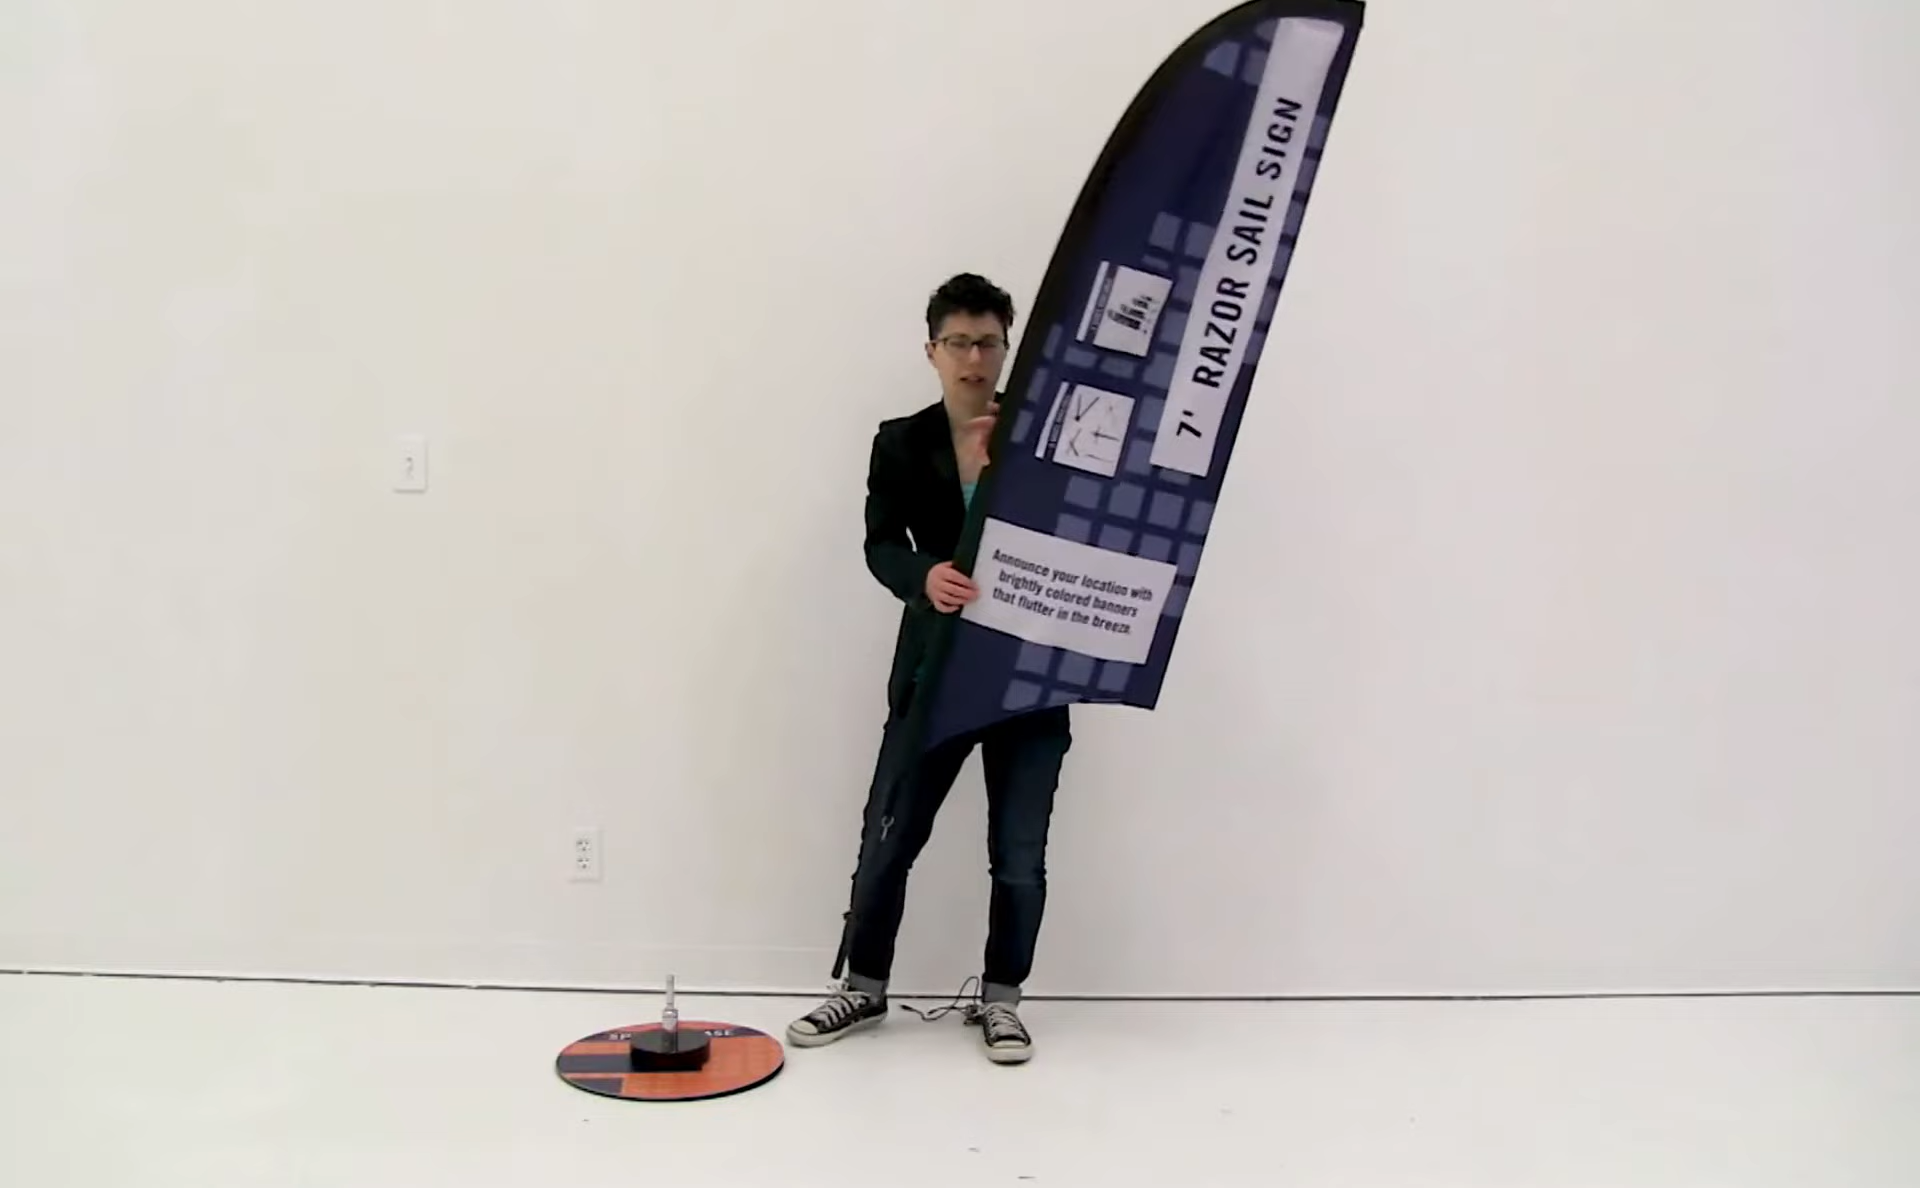 7' RAZOR SAIL SIGN
Announce your location with
brightly colored banners
that flutter in the breeze.